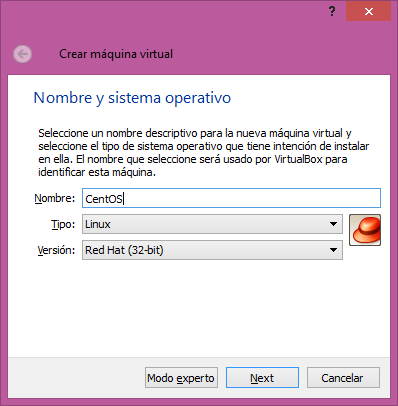 ?
Crear máquina virtual
Nombre y sistema operativo
Seleccione un nombre descriptivo para la nueva máquina virtual y
seleccione el tipo de sistema operativo que tiene intención de instalar
en ella. El nombre que seleccione será usado por VirtualBox para
identificar esta máquina.
Nombre: CentOS
Tipo: Linux
Versión: Red Hat (32-bit)
Modo experto Next Cancelar